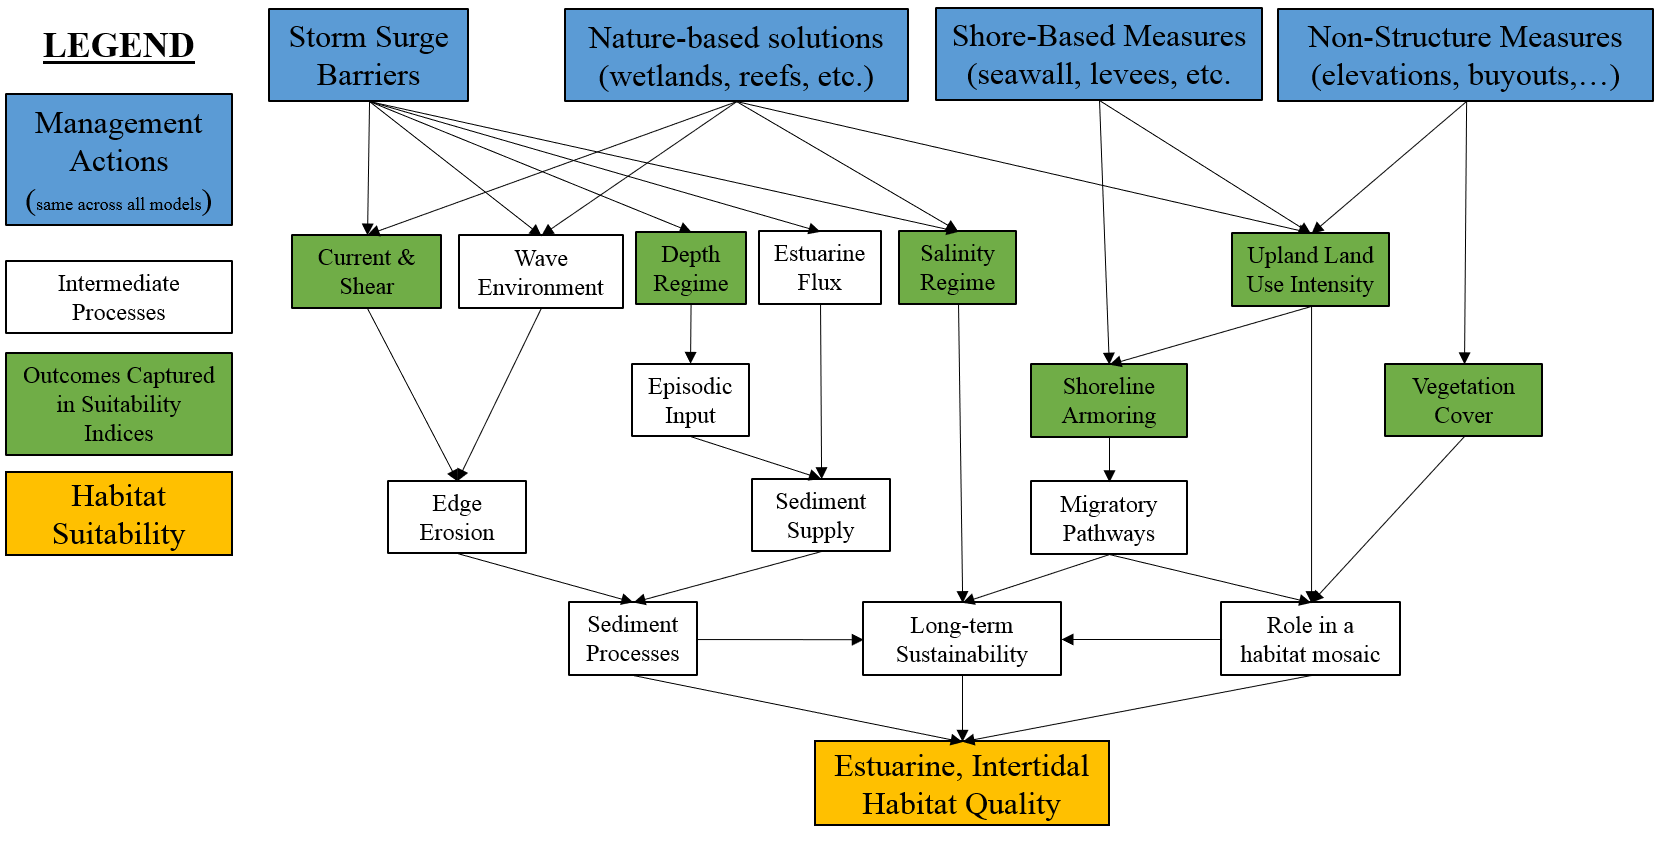 LEGEND
Management
Actions
(same across all models)
Intermediate
Processes
Outcomes Captured
in Suitability
Indices
Habitat
Suitability
Storm Surge
Barriers
Nature-based solutions
(wetlands, reefs, etc.)
Shore-Based Measures
(seawall, levees, etc.
Non-Structure Measures
(elevations, buyouts,…)
Current &
Shear
Wave
Environment
Depth
Regime
Estuarine
Flux
Salinity
Regime
Upland Land
Use Intensity
Episodic
Input
Shoreline
Armoring
Vegetation
Cover
Edge
Erosion
Sediment
Supply
Migratory
Pathways
Sediment
Processes
Long-term
Sustainability
Role in a
habitat mosaic
Estuarine, Intertidal
Habitat Quality